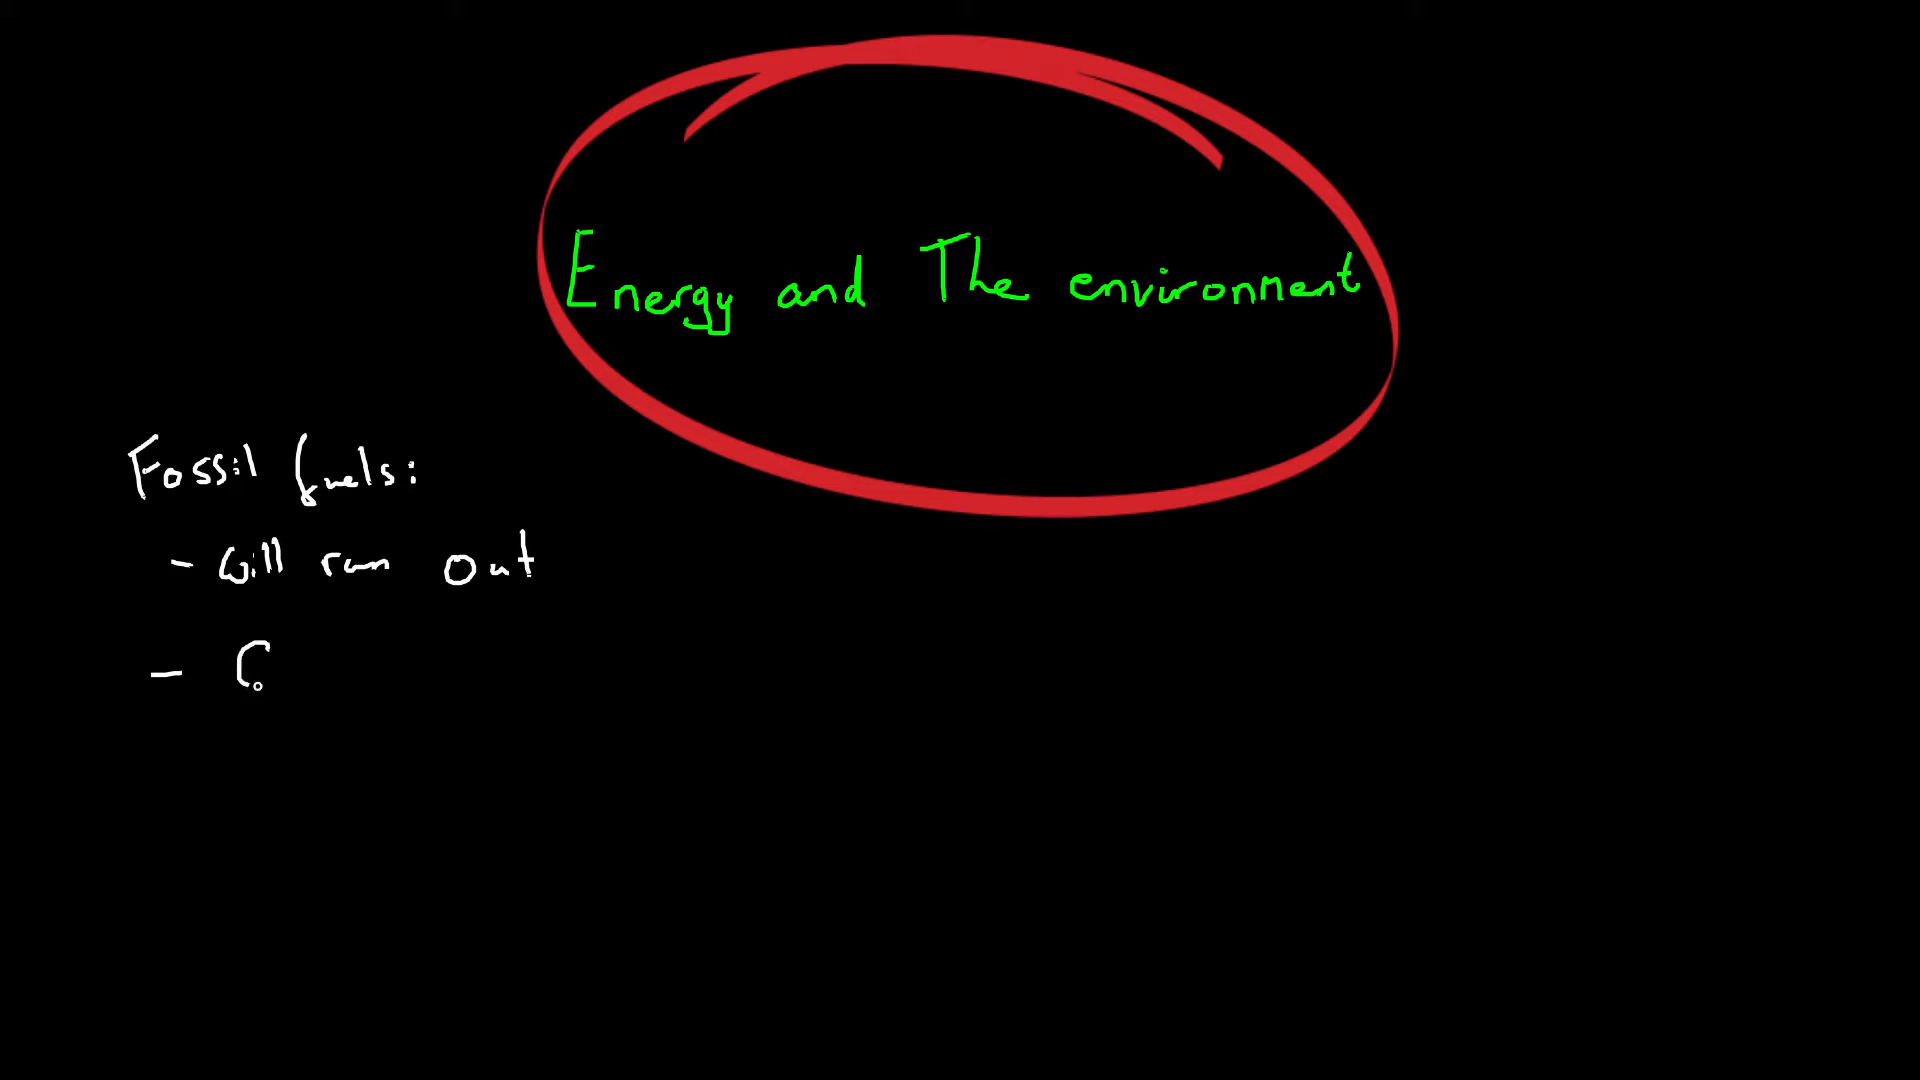 Energy and The environment
Fossil fuels:
- will run out
- C